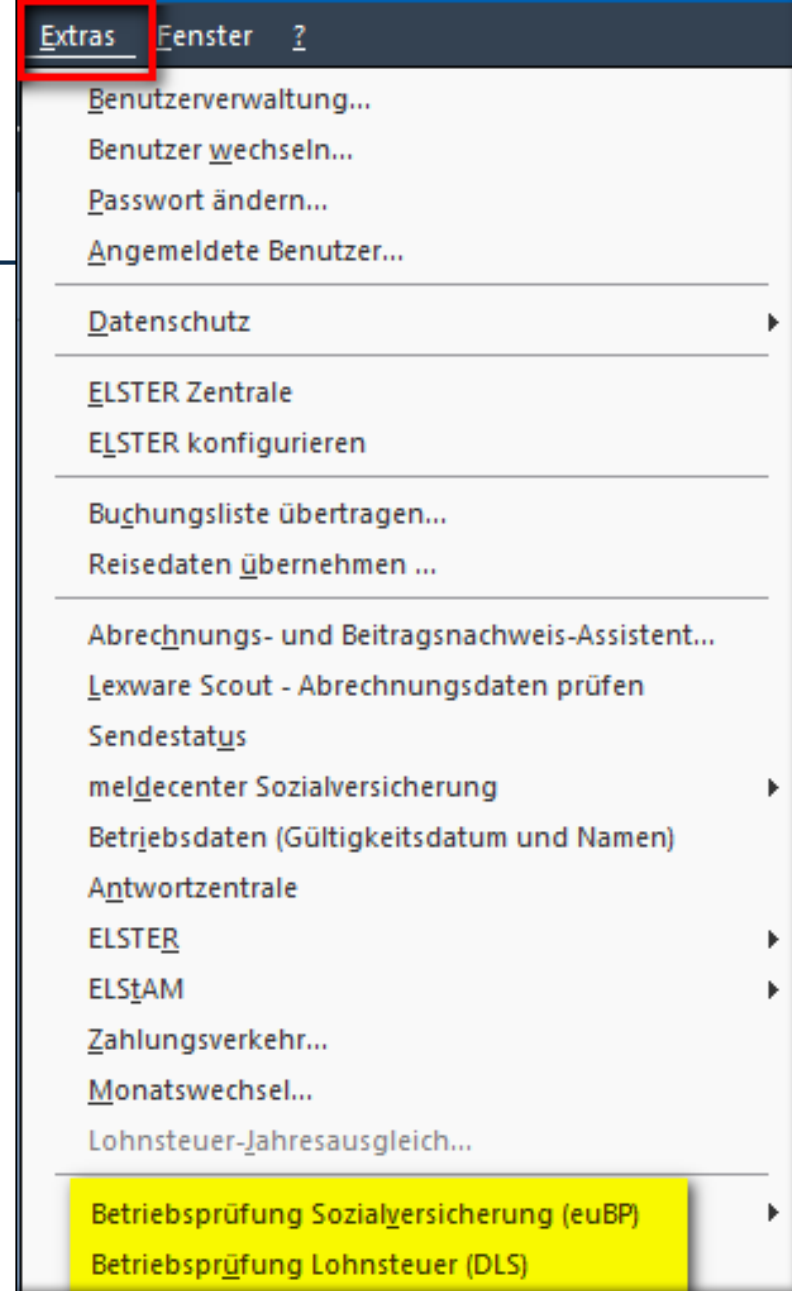 Extras Fenster ?
Benutzerverwaltung...
Benutzer wechseln...
Passwort ändern...
Angemeldete Benutzer...
Datenschutz
ELSTER Zentrale
ELSTER konfigurieren
Buchungsliste übertragen...
Reisedaten übernehmen ...
Abrechnungs- und Beitragsnachweis-Assistent...
Lexware Scout - Abrechnungsdaten prüfen
Sendestatus
meldecenter Sozialversicherung
Betriebsdaten (Gültigkeitsdatum und Namen)
Antwortzentrale
ELSTER
ELStAM
Zahlungsverkehr...
Monatswechsel...
Lohnsteuer-Jahresausgleich...
Betriebsprüfung Sozialversicherung (euBP)
Betriebsprüfung Lohnsteuer (DLS)